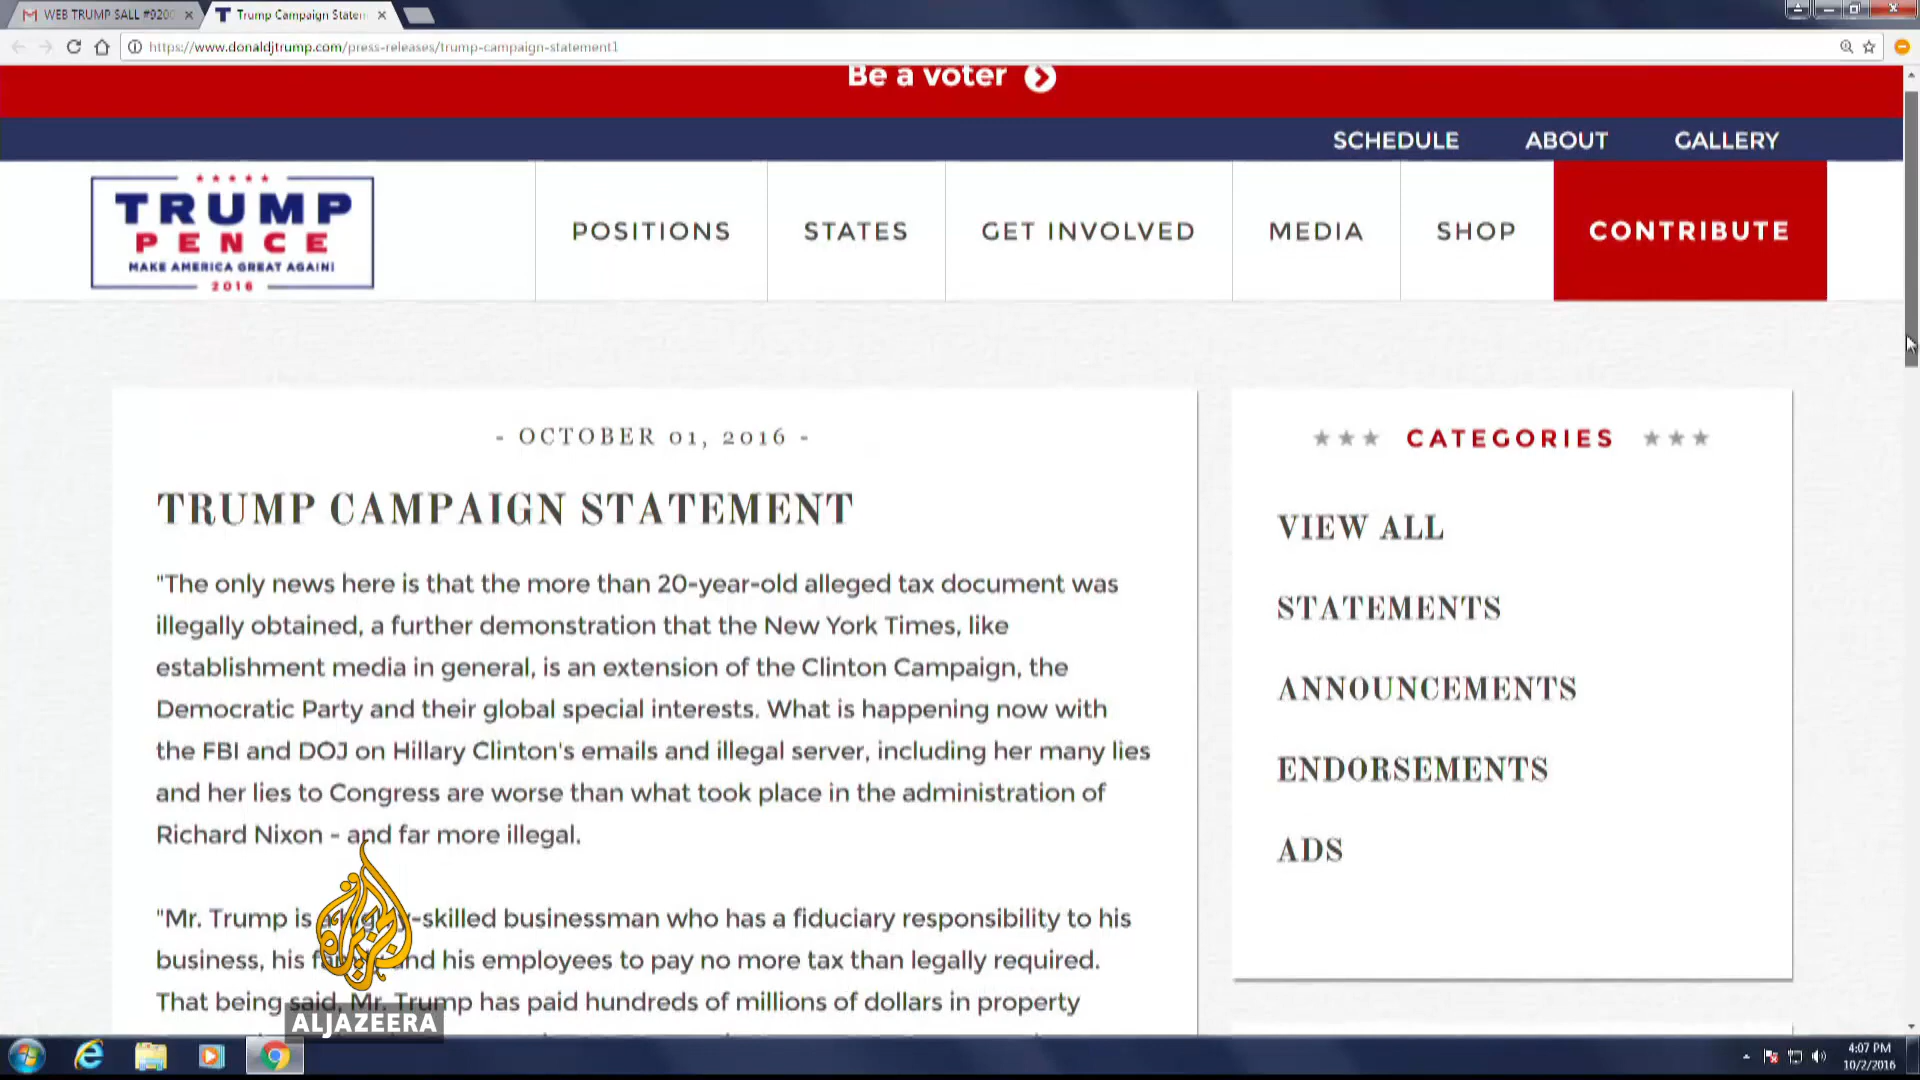 WEB TRUMP SALL #920
Trump Campaign Statem
https://www.donaldjtrump.com/press-releases/trump-campaign-statement1
Be a voter
SCHEDULE ABOUT GALLERY
TRUMP
PENCE
MAKE AMERICA GREAT AGAIN!
2016
POSITIONS STATES GET INVOLVED MEDIA SHOP CONTRIBUTE
- OCTOBER 01, 2016 -
TRUMP CAMPAIGN STATEMENT
"The only news here is that the more than 20-year-old alleged tax document was
illegally obtained, a further demonstration that the New York Times, like
establishment media in general, is an extension of the Clinton Campaign, the
Democratic Party and their global special interests. What is happening now with
the FBI and DOJ on Hillary Clinton's emails and illegal server, including her many lies
and her lies to Congress are worse than what took place in the administration of
Richard Nixon - and far more illegal.
"Mr. Trump is a highly-skilled businessman who has a fiduciary responsibility to his
business, his family and his employees to pay no more tax than legally required.
That being said, Mr. Trump has paid hundreds of millions of dollars in property
CATEGORIES
VIEW ALL
STATEMENTS
ANNOUNCEMENTS
ENDORSEMENTS
ADS
الجزيرة
ALJAZEERA
4:07 PM
10/2/2016